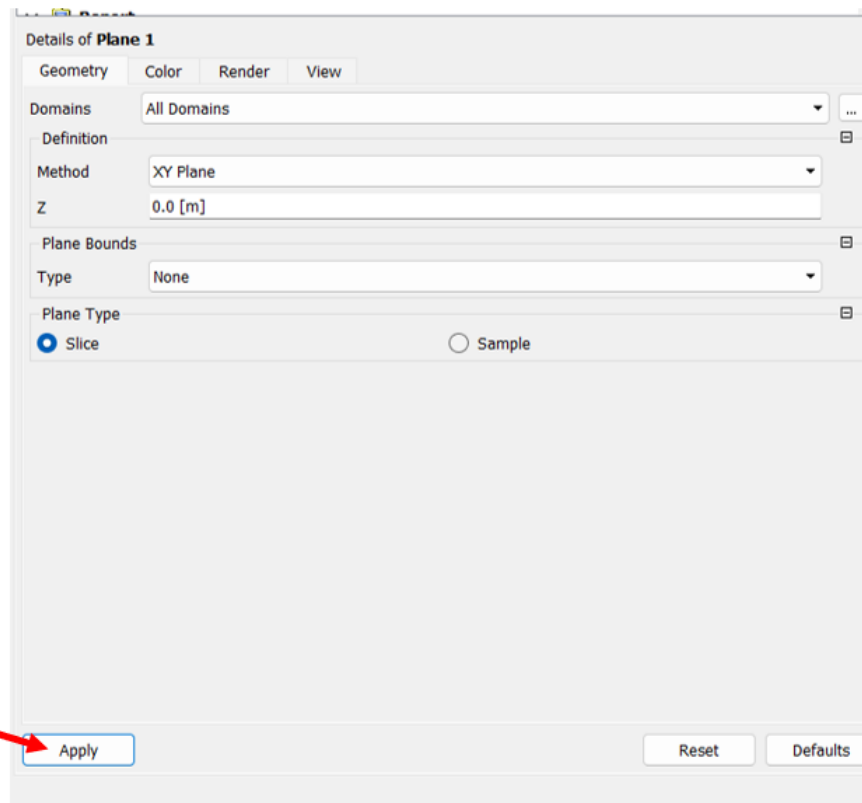 Report
Details of Plane 1
Geometry Color Render View
Domains All Domains ...
Definition
Method XY Plane
Z 0.0 [m]
Plane Bounds
Type None
Plane Type
Slice Sample
Apply Reset Defaults